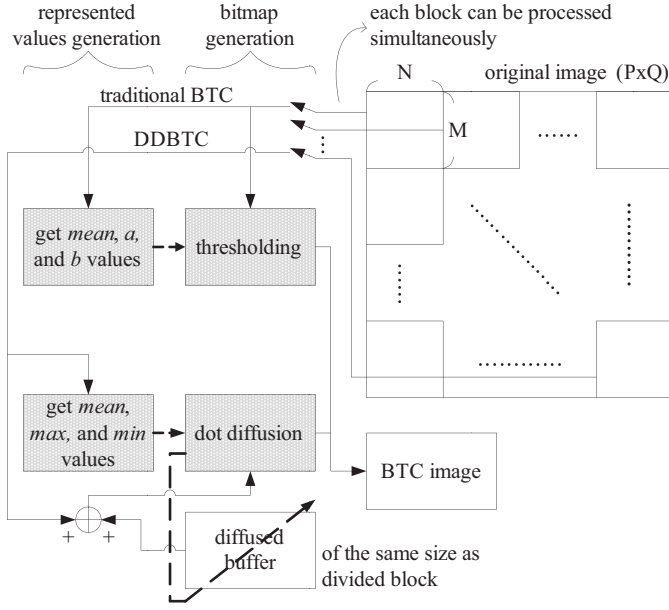 represented
values generation
bitmap
generation
each block can be processed
simultaneously
N
original image (PxQ)
traditional BTC
M
DDBTC
get mean, a,
and b values
thresholding
get mean,
max, and min
values
dot diffusion
BTC image
+
+
diffused
buffer
of the same size as
divided block